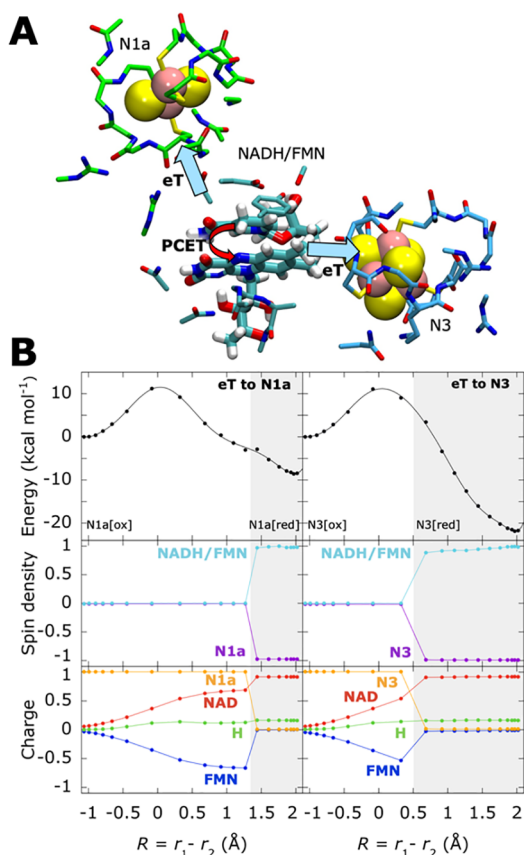 A
N1a
NADH/FMN
eT
PCET
eT
N3
B
eT to N1a
eT to N3
Energy (kcal mol⁻¹)
10
0
-10
-20
N1a[ox]
N1a[red]
N3[ox]
N3[red]
Spin density
1
0.5
0
-0.5
-1
NADH/FMN
N1a
NADH/FMN
N3
Charge
1
0.5
0
-0.5
-1
N1a
NAD
H
FMN
N3
NAD
H
FMN
-1 -0.5 0 0.5 1 1.5 2
-1 -0.5 0 0.5 1 1.5 2
R = r₁- r₂ (Å)
R = r₁- r₂ (Å)